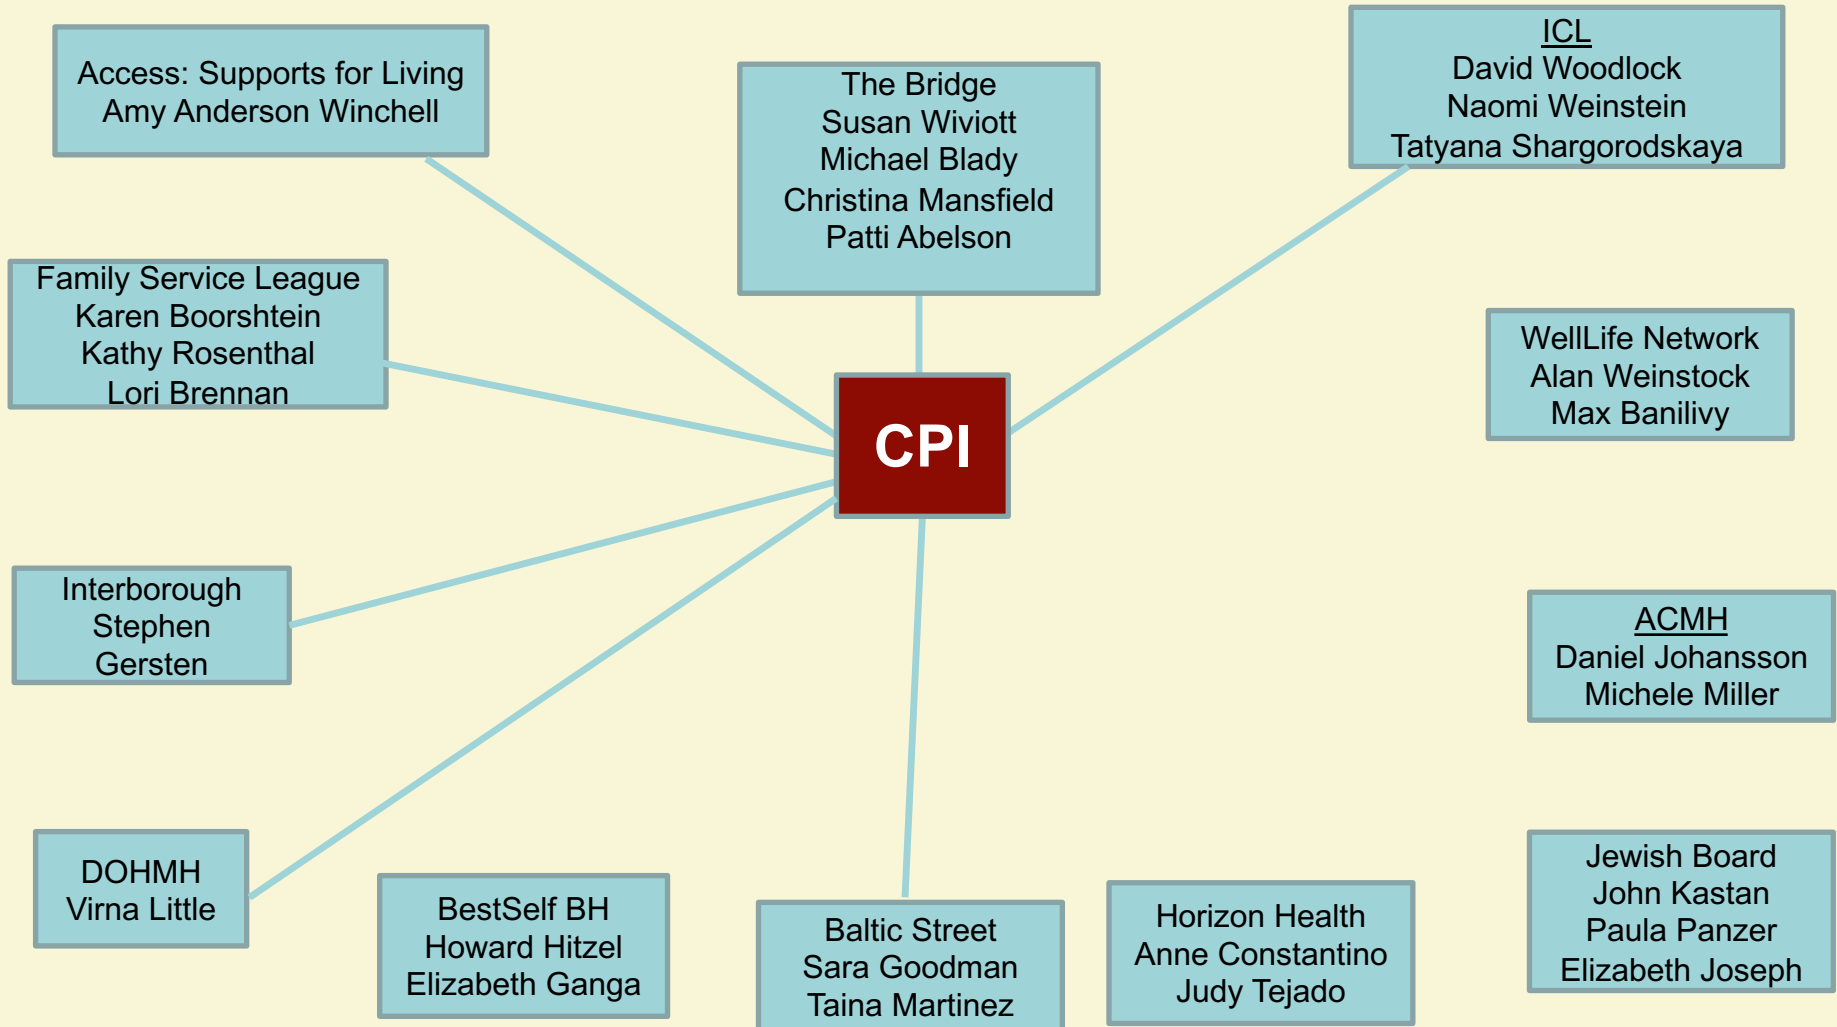 Access: Supports for Living
Amy Anderson Winchell
The Bridge
Susan Wiviott
Michael Blady
Christina Mansfield
Patti Abelson
ICL
David Woodlock
Naomi Weinstein
Tatyana Shargorodskaya
Family Service League
Karen Boorshtein
Kathy Rosenthal
Lori Brennan
WellLife Network
Alan Weinstock
Max Banilivy
CPI
Interborough
Stephen
Gersten
ACMH
Daniel Johansson
Michele Miller
DOHMH
Virna Little
BestSelf BH
Howard Hitzel
Elizabeth Ganga
Baltic Street
Sara Goodman
Taina Martinez
Horizon Health
Anne Constantino
Judy Tejado
Jewish Board
John Kastan
Paula Panzer
Elizabeth Joseph